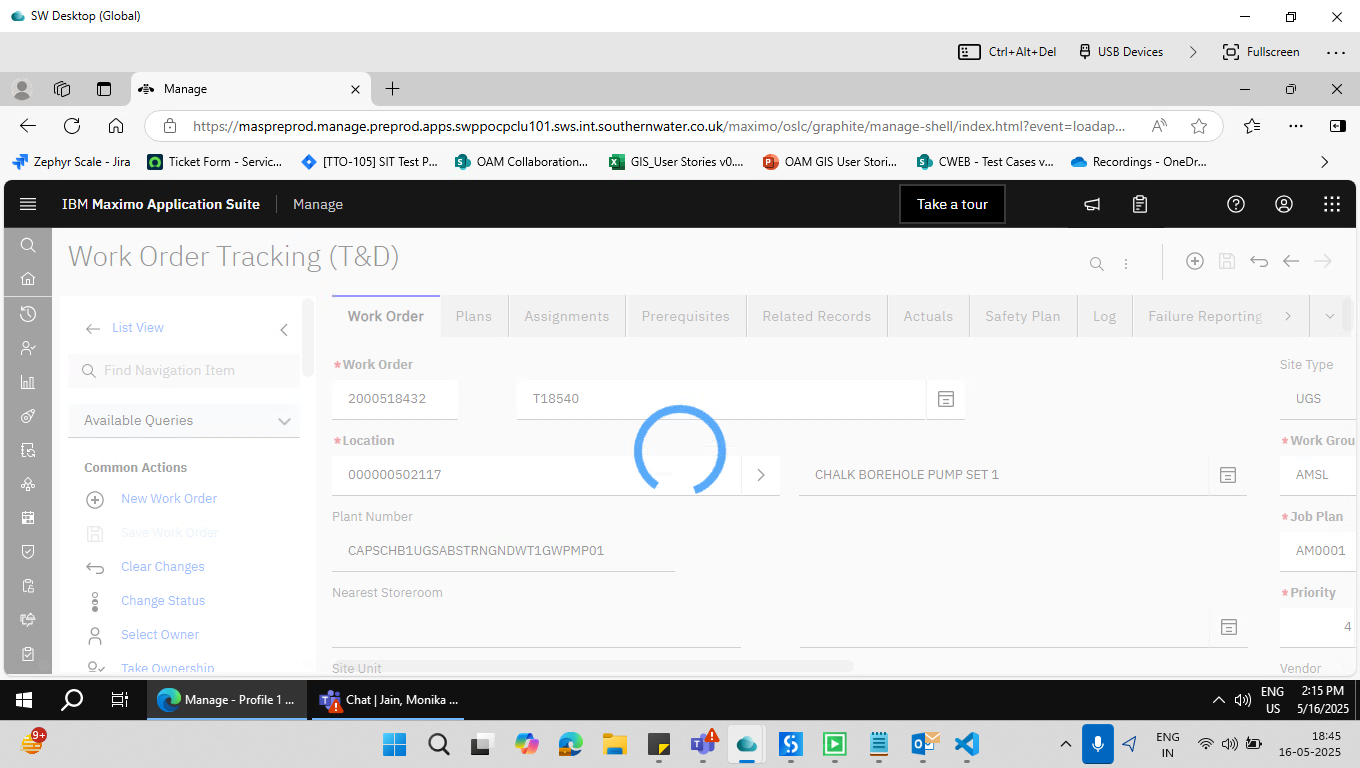 SW Desktop (Global)
Ctrl+Alt+Del USB Devices Fullscreen
Manage
https://maspreprod.manage.preprod.apps.swppocpclu101.sws.int.southernwater.co.uk/maximo/oslc/graphite/manage-shell/index.html?event=loadap...
Zephyr Scale - Jira Ticket Form - Servic... [TTO-105] SIT Test P... OAM Collaboration... GIS_User Stories v0.... OAM GIS User Stori... CWEB - Test Cases v... Recordings - OneDr...
IBM Maximo Application Suite Manage Take a tour
Work Order Tracking (T&D)
List View
Find Navigation Item
Available Queries
Common Actions
New Work Order
Save Work Order
Clear Changes
Change Status
Select Owner
Take Ownership
Work Order Plans Assignments Prerequisites Related Records Actuals Safety Plan Log Failure Reporting
*Work Order
2000518432 T18540
*Location
000000502117 CHALK BOREHOLE PUMP SET 1
Plant Number
CAPSCHB1UGSABSTRNGNDWT1GWPMP01
Nearest Storeroom
Site Unit
Site Type
UGS
*Work Grou
AMSL
*Job Plan
AM0001
*Priority
4
Vendor
Manage - Profile 1 ... Chat | Jain, Monika ... ENG US 2:15 PM 5/16/2025
9+ ENG IN 18:45 16-05-2025